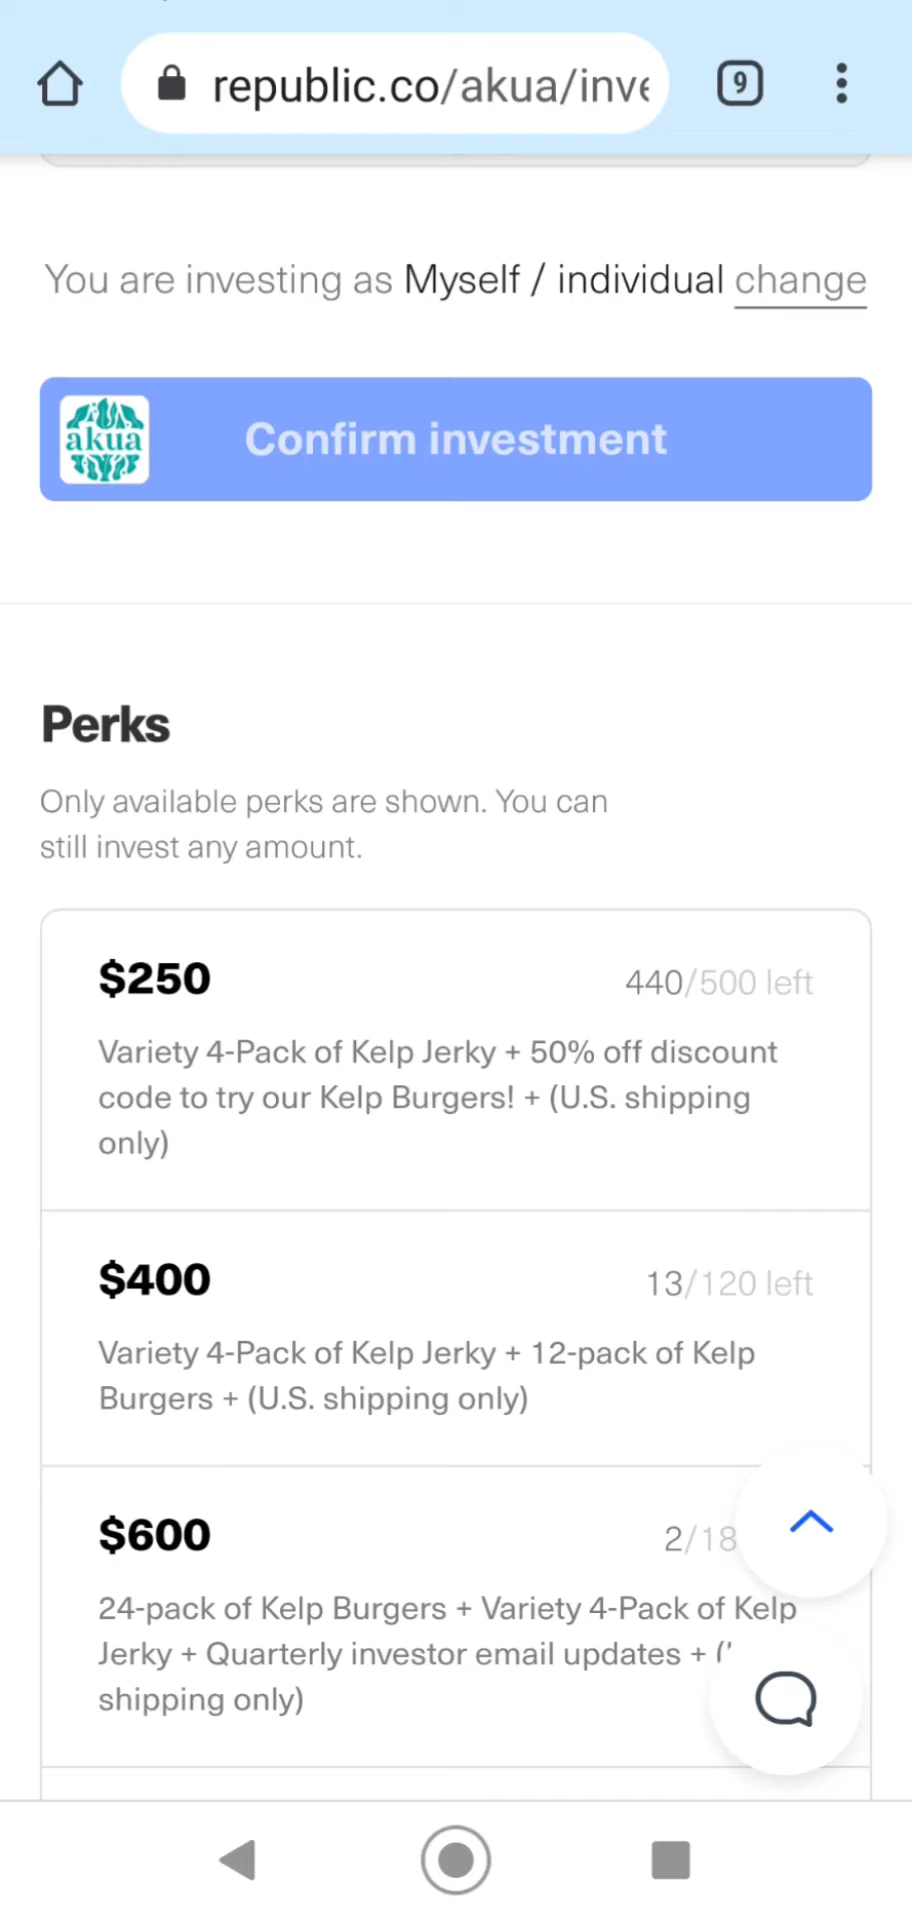 republic.co/akua/inve
9
You are investing as Myself / individual change
akua
Confirm investment
Perks
Only available perks are shown. You can
still invest any amount.
$250
440/500 left
Variety 4-Pack of Kelp Jerky + 50% off discount
code to try our Kelp Burgers! + (U.S. shipping
only)
$400
13/120 left
Variety 4-Pack of Kelp Jerky + 12-pack of Kelp
Burgers + (U.S. shipping only)
$600
2/18
24-pack of Kelp Burgers + Variety 4-Pack of Kelp
Jerky + Quarterly investor email updates + (
shipping only)